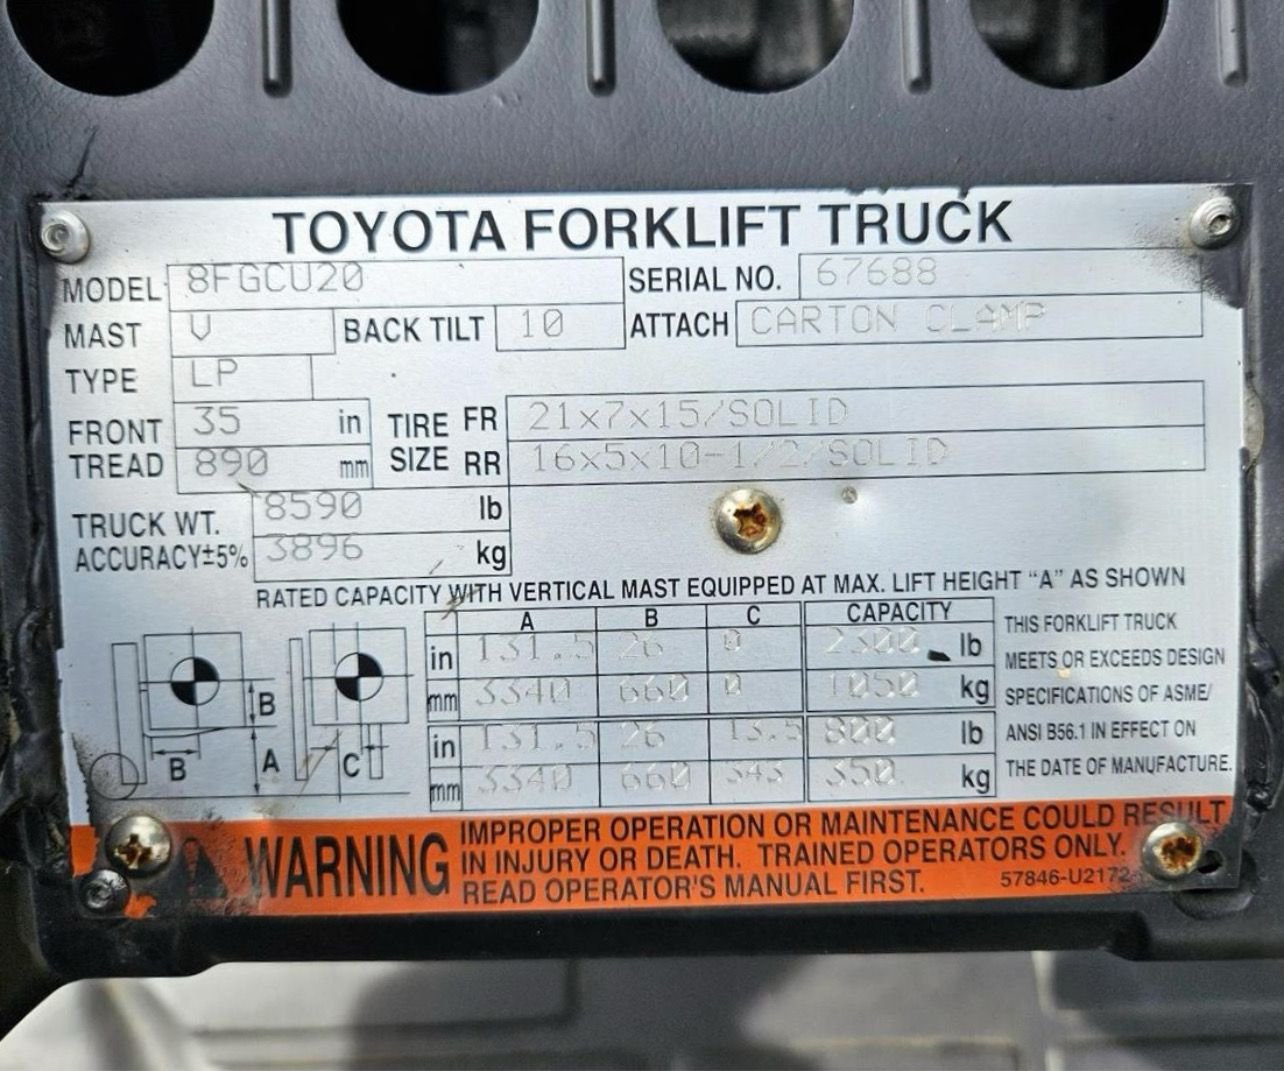 TOYOTA FORKLIFT TRUCK
MODEL 8FGCU20 SERIAL NO. 67688
MAST V BACK TILT 10 ATTACH CARTON CLAMP
TYPE LP
FRONT TREAD 35 in TIRE SIZE FR 21x7x15/SOLID
890 mm RR 16x5x10-1/2/SOLID
TRUCK WT. 8590 lb
ACCURACY±5% 3896 kg
RATED CAPACITY WITH VERTICAL MAST EQUIPPED AT MAX. LIFT HEIGHT "A" AS SHOWN
A B C CAPACITY
in 131.5 26 0 2300 lb
mm 3340 660 0 1050 kg
in 131.5 26 13.5 800 lb
mm 3340 660 343 350 kg
B
B A C
THIS FORKLIFT TRUCK
MEETS OR EXCEEDS DESIGN
SPECIFICATIONS OF ASME/
ANSI B56.1 IN EFFECT ON
THE DATE OF MANUFACTURE.
WARNING
IMPROPER OPERATION OR MAINTENANCE COULD RESULT
IN INJURY OR DEATH. TRAINED OPERATORS ONLY.
READ OPERATOR'S MANUAL FIRST. 57846-U2172